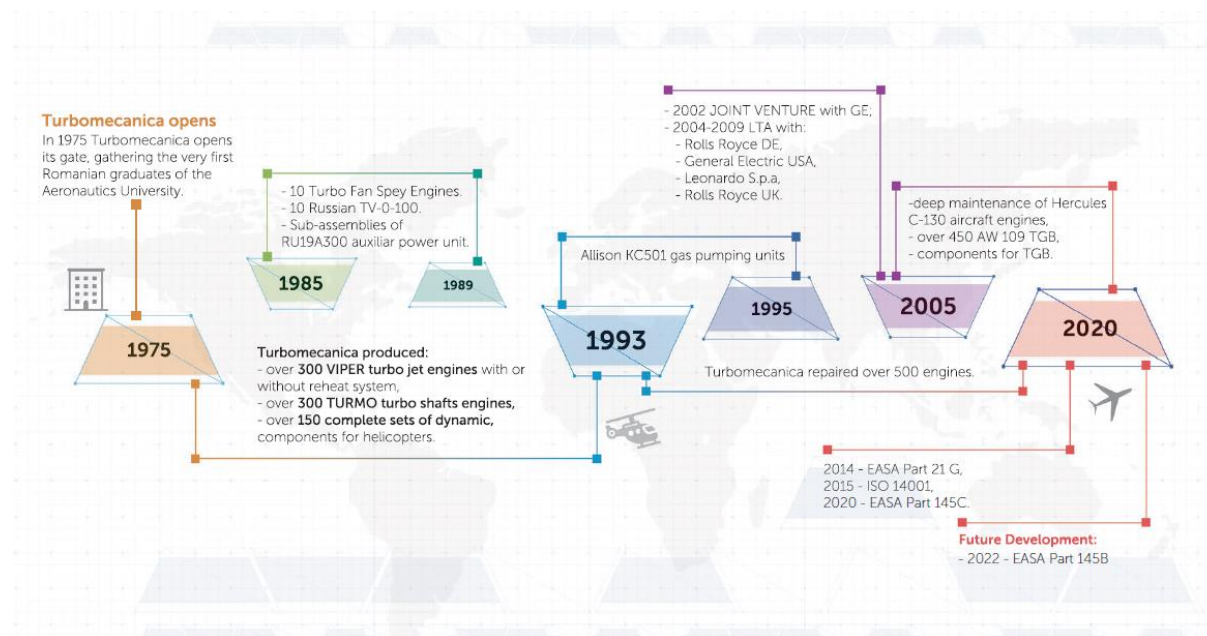 Turbomecanica opens
In 1975 Turbomecanica opens
its gate, gathering the very first
Romanian graduates of the
Aeronautics University.
1975
- 10 Turbo Fan Spey Engines.
- 10 Russian TV-0-100.
- Sub-assemblies of
RU19A300 auxiliar power unit.
1985
1989
Turbomecanica produced:
- over 300 VIPER turbo jet engines with or
without reheat system,
- over 300 TURMO turbo shafts engines,
- over 150 complete sets of dynamic,
components for helicopters.
Allison KC501 gas pumping units
1993
1995
- 2002 JOINT VENTURE with GE;
- 2004-2009 LTA with:
- Rolls Royce DE,
- General Electric USA,
- Leonardo S.p.a,
- Rolls Royce UK.
2005
-deep maintenance of Hercules
C-130 aircraft engines,
- over 450 AW 109 TGB,
- components for TGB.
2020
Turbomecanica repaired over 500 engines.
2014 - EASA Part 21 G,
2015 - ISO 14001,
2020 - EASA Part 145C.
Future Development:
- 2022 - EASA Part 145B